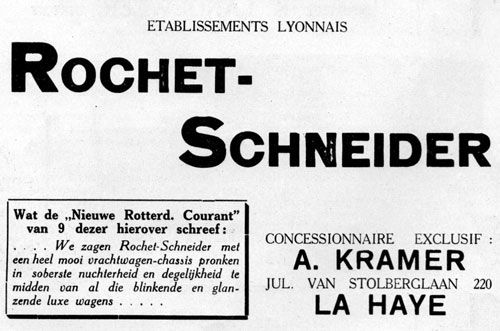 ETABLISSEMENTS LYONNAIS
ROCHET-
SCHNEIDER
Wat de „Nieuwe Rotterd. Courant”
van 9 dezer hierover schreef:
. . . . We zagen Rochet-Schneider met
een heel mooi vrachtwagen-chassis pronken
in soberste nuchterheid en degelijkheid te
midden van al die blinkende en glan-
zende luxe wagens . . . . .
CONCESSIONNAIRE EXCLUSIF :
A. KRAMER
JUL. VAN STOLBERGLAAN 220
LA HAYE